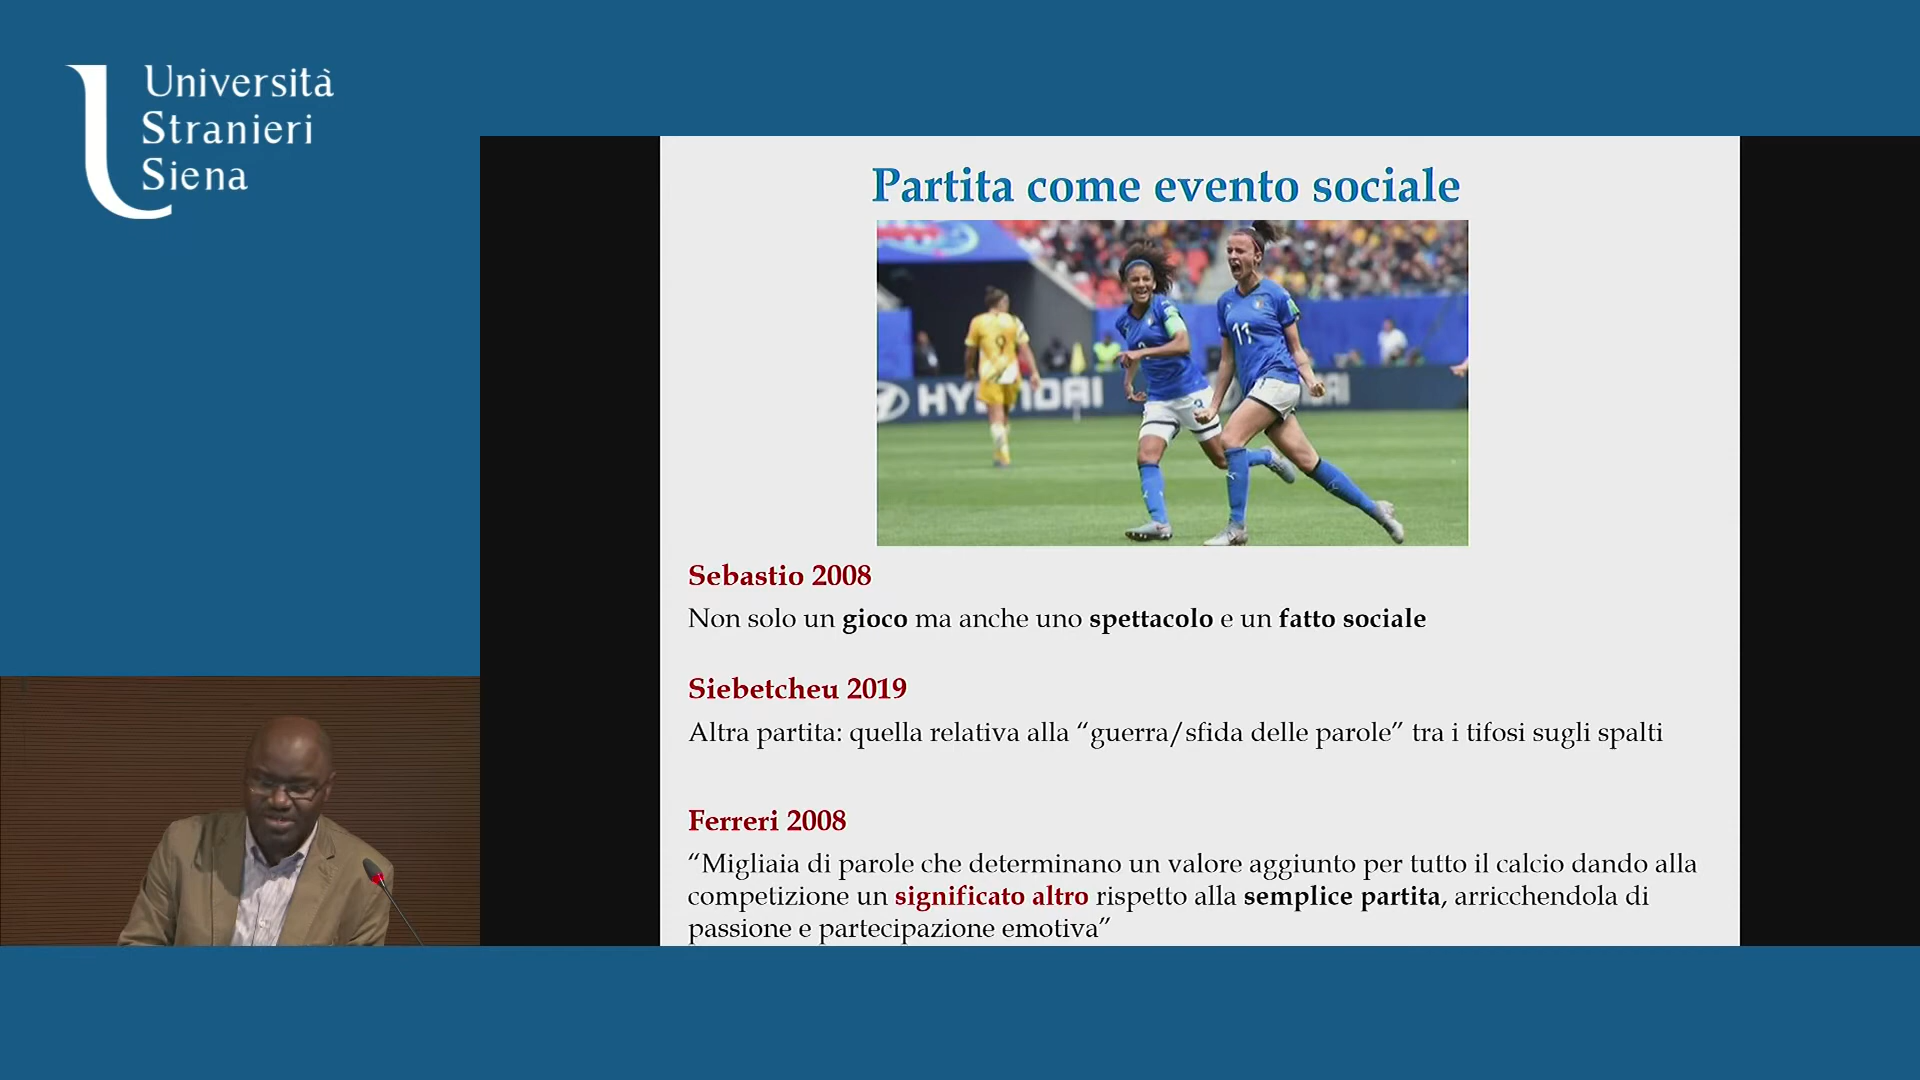 Università
Stranieri
Siena
Partita come evento sociale
9
11
HYUNDAI
Sebastio 2008
Non solo un gioco ma anche uno spettacolo e un fatto sociale
Siebetcheu 2019
Altra partita: quella relativa alla “guerra/sfida delle parole” tra i tifosi sugli spalti
Ferreri 2008
“Migliaia di parole che determinano un valore aggiunto per tutto il calcio dando alla
competizione un significato altro rispetto alla semplice partita, arricchendola di
passione e partecipazione emotiva”